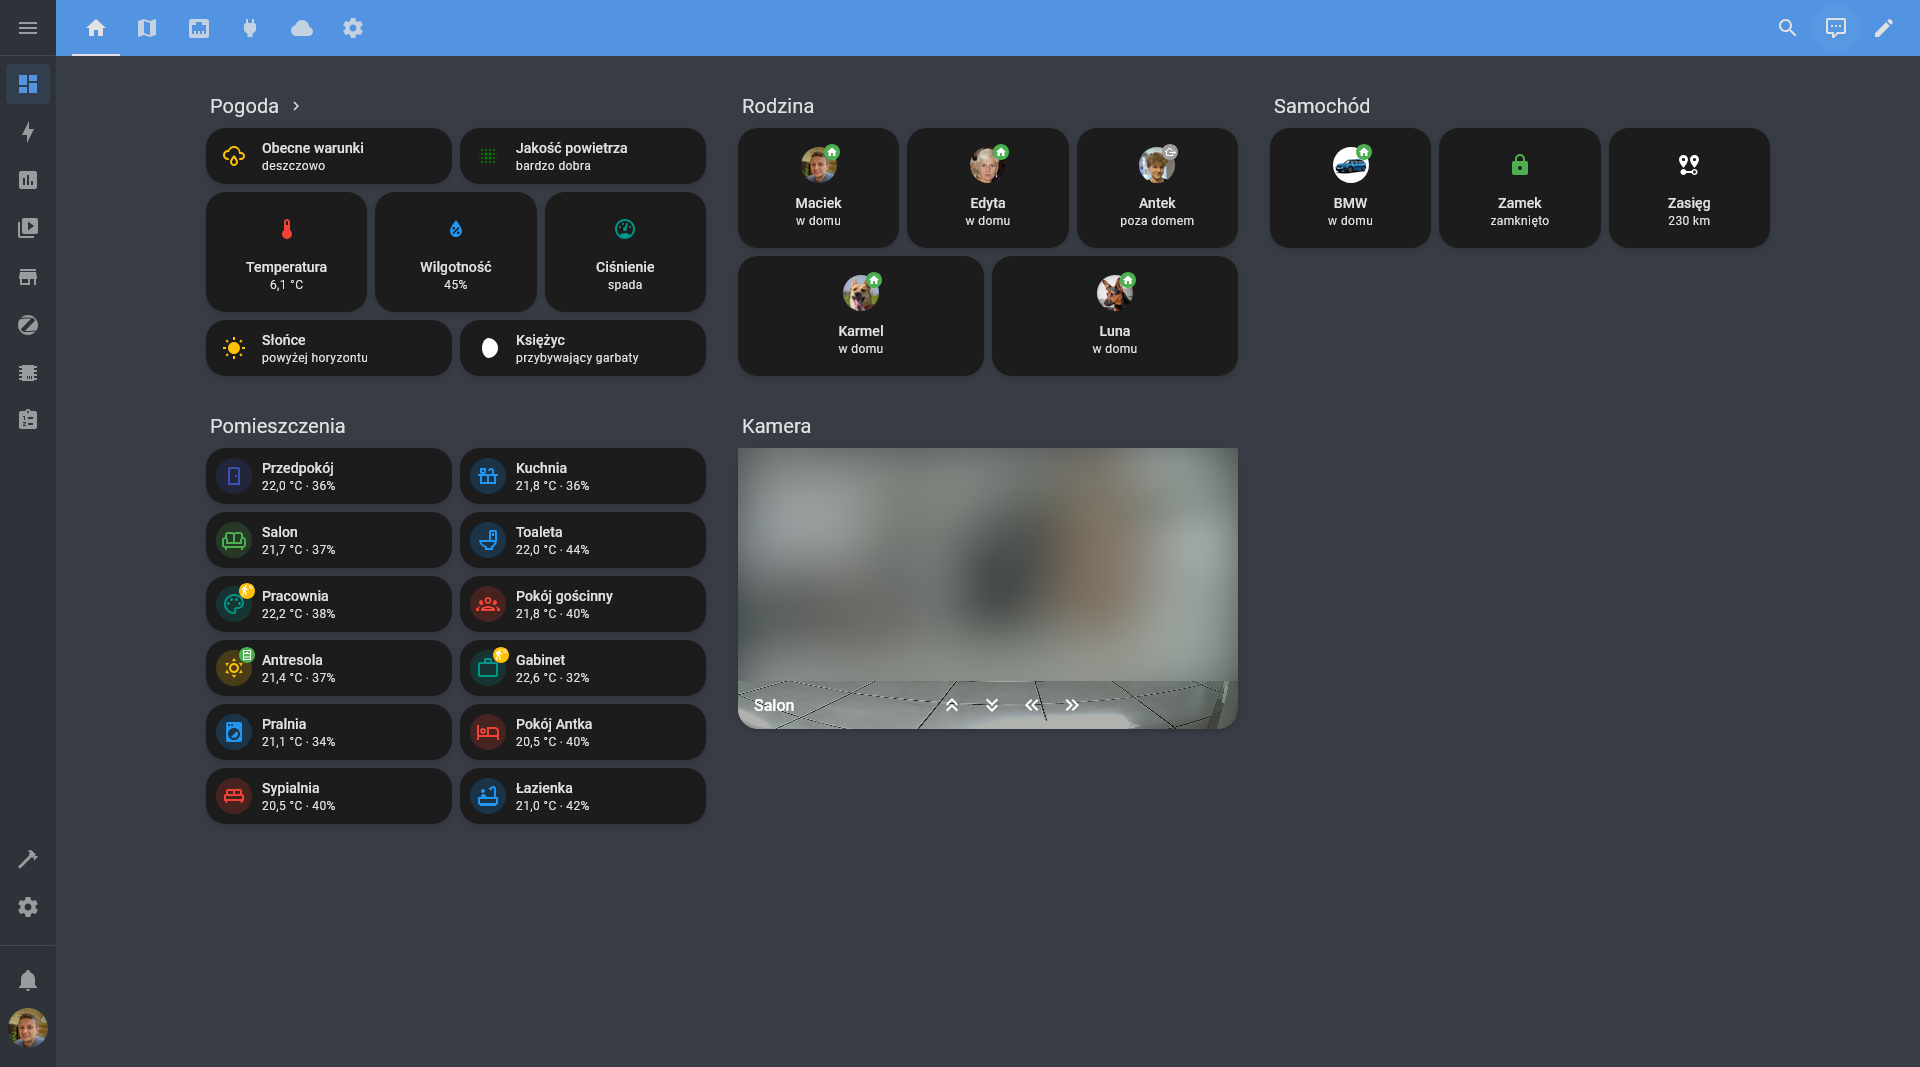 Pogoda
Obecne warunki
deszczowo
Jakość powietrza
bardzo dobra
Temperatura
6,1 °C
Wilgotność
45%
Ciśnienie
spada
Słońce
powyżej horyzontu
Księżyc
przybywający garbaty
Rodzina
Maciek
w domu
Edyta
w domu
Antek
poza domem
Karmel
w domu
Luna
w domu
Samochód
BMW
w domu
Zamek
zamknięto
Zasięg
230 km
Pomieszczenia
Przedpokój
22,0 °C · 36%
Kuchnia
21,8 °C · 36%
Salon
21,7 °C · 37%
Toaleta
22,0 °C · 44%
Pracownia
22,2 °C · 38%
Pokój gościnny
21,8 °C · 40%
Antresola
21,4 °C · 37%
Gabinet
22,6 °C · 32%
Pralnia
21,1 °C · 34%
Pokój Antka
20,5 °C · 40%
Sypialnia
20,5 °C · 40%
Łazienka
21,0 °C · 42%
Kamera
Salon